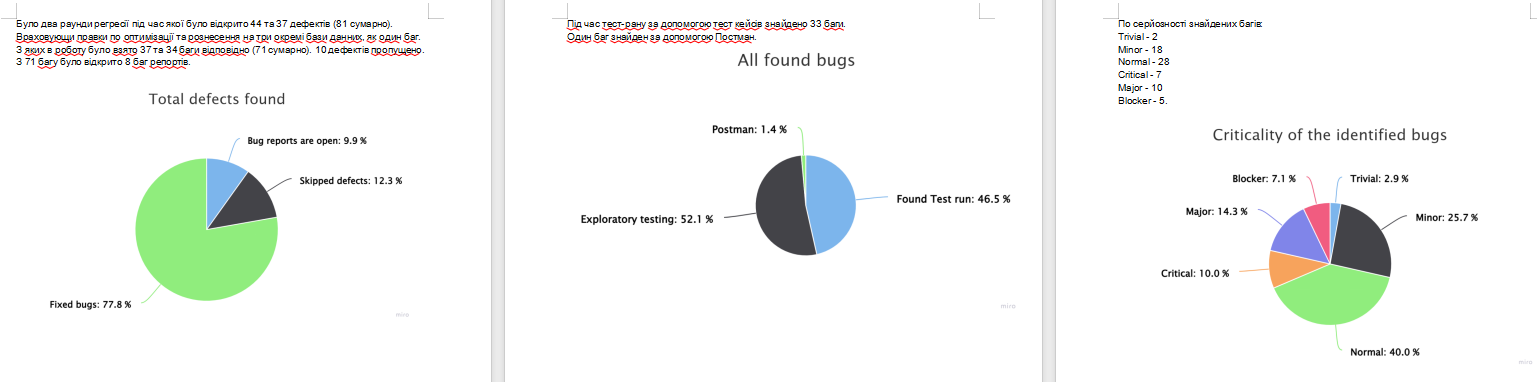 Було два раунди регресії під час якої було відкрито 44 та 37 дефектів (81 сумарно).
Враховующи правки по оптимізації та рознесення на три окремі бази данних, як один баг.
З яких в роботу було взято 37 та 34 баги відповідно (71 сумарно). 10 дефектів пропущено.
З 71 багу було відкрито 8 баг репортів.
Total defects found
Bug reports are open: 9.9 %
Skipped defects: 12.3 %
Fixed bugs: 77.8 %
miro
Під час тест-рану за допомогою тест кейсів знайдено 33 баги.
Один баг знайден за допомогою Постман.
All found bugs
Postman: 1.4 %
Found Test run: 46.5 %
Exploratory testing: 52.1 %
miro
По серйозності знайдених багів:
Trivial - 2
Minor - 18
Normal - 28
Critical - 7
Major - 10
Blocker - 5.
Criticality of the identified bugs
Blocker: 7.1 %
Trivial: 2.9 %
Major: 14.3 %
Minor: 25.7 %
Critical: 10.0 %
Normal: 40.0 %
miro